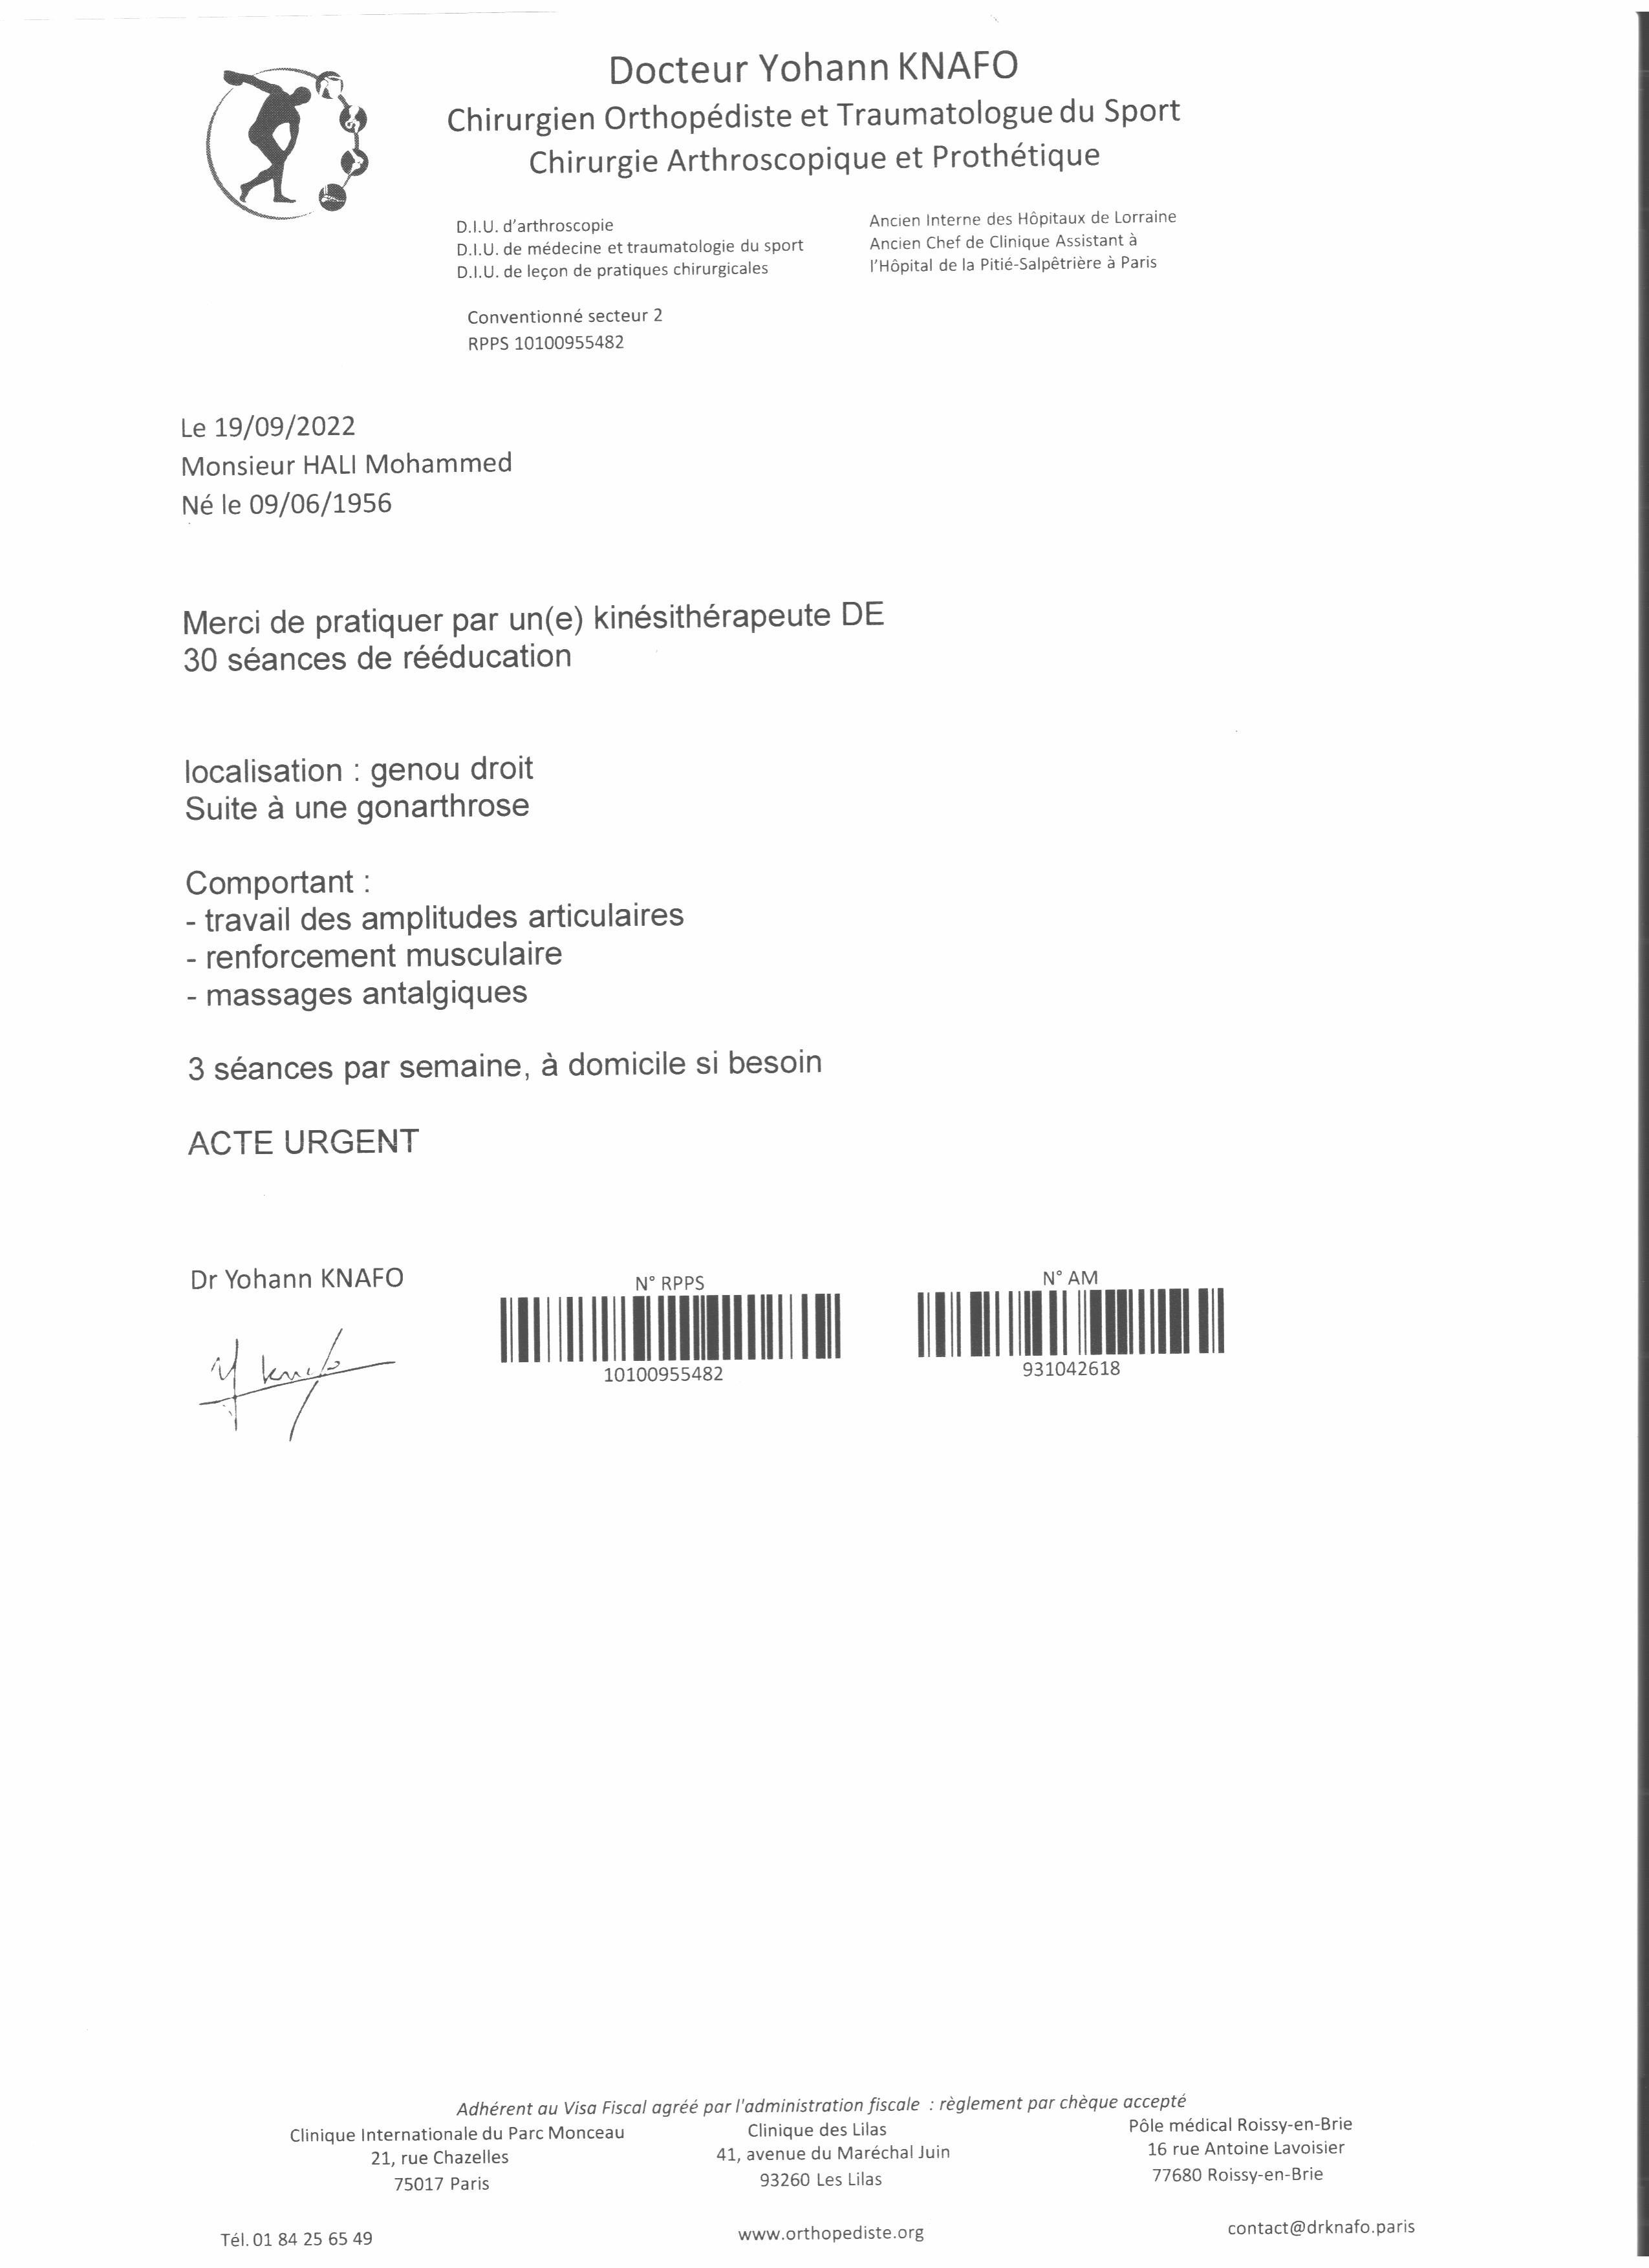 Docteur Yohann KNAFO
Chirurgien Orthopédiste et Traumatologue du Sport
Chirurgie Arthroscopique et Prothétique
D.I.U. d'arthroscopie
D.I.U. de médecine et traumatologie du sport
D.I.U. de leçon de pratiques chirurgicales
Ancien Interne des Hôpitaux de Lorraine
Ancien Chef de Clinique Assistant à
l'Hôpital de la Pitié-Salpêtrière à Paris
Conventionné secteur 2
RPPS 10100955482
Le 19/09/2022
Monsieur HALI Mohammed
Né le 09/06/1956
Merci de pratiquer par un(e) kinésithérapeute DE
30 séances de rééducation
localisation : genou droit
Suite à une gonarthrose
Comportant :
- travail des amplitudes articulaires
- renforcement musculaire
- massages antalgiques
3 séances par semaine, à domicile si besoin
ACTE URGENT
Dr Yohann KNAFO
N° RPPS
10100955482
N° AM
931042618
Y Knafo
Adhérent au Visa Fiscal agréé par l'administration fiscale : règlement par chèque accepté
Clinique Internationale du Parc Monceau
21, rue Chazelles
75017 Paris
Clinique des Lilas
41, avenue du Maréchal Juin
93260 Les Lilas
Pôle médical Roissy-en-Brie
16 rue Antoine Lavoisier
77680 Roissy-en-Brie
Tél. 01 84 25 65 49
www.orthopediste.org
contact@drknafo.paris